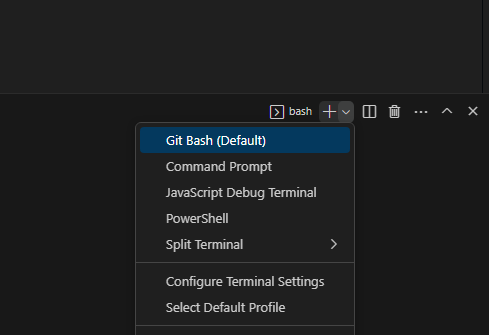 bash
Git Bash (Default)
Command Prompt
JavaScript Debug Terminal
PowerShell
Split Terminal
Configure Terminal Settings
Select Default Profile